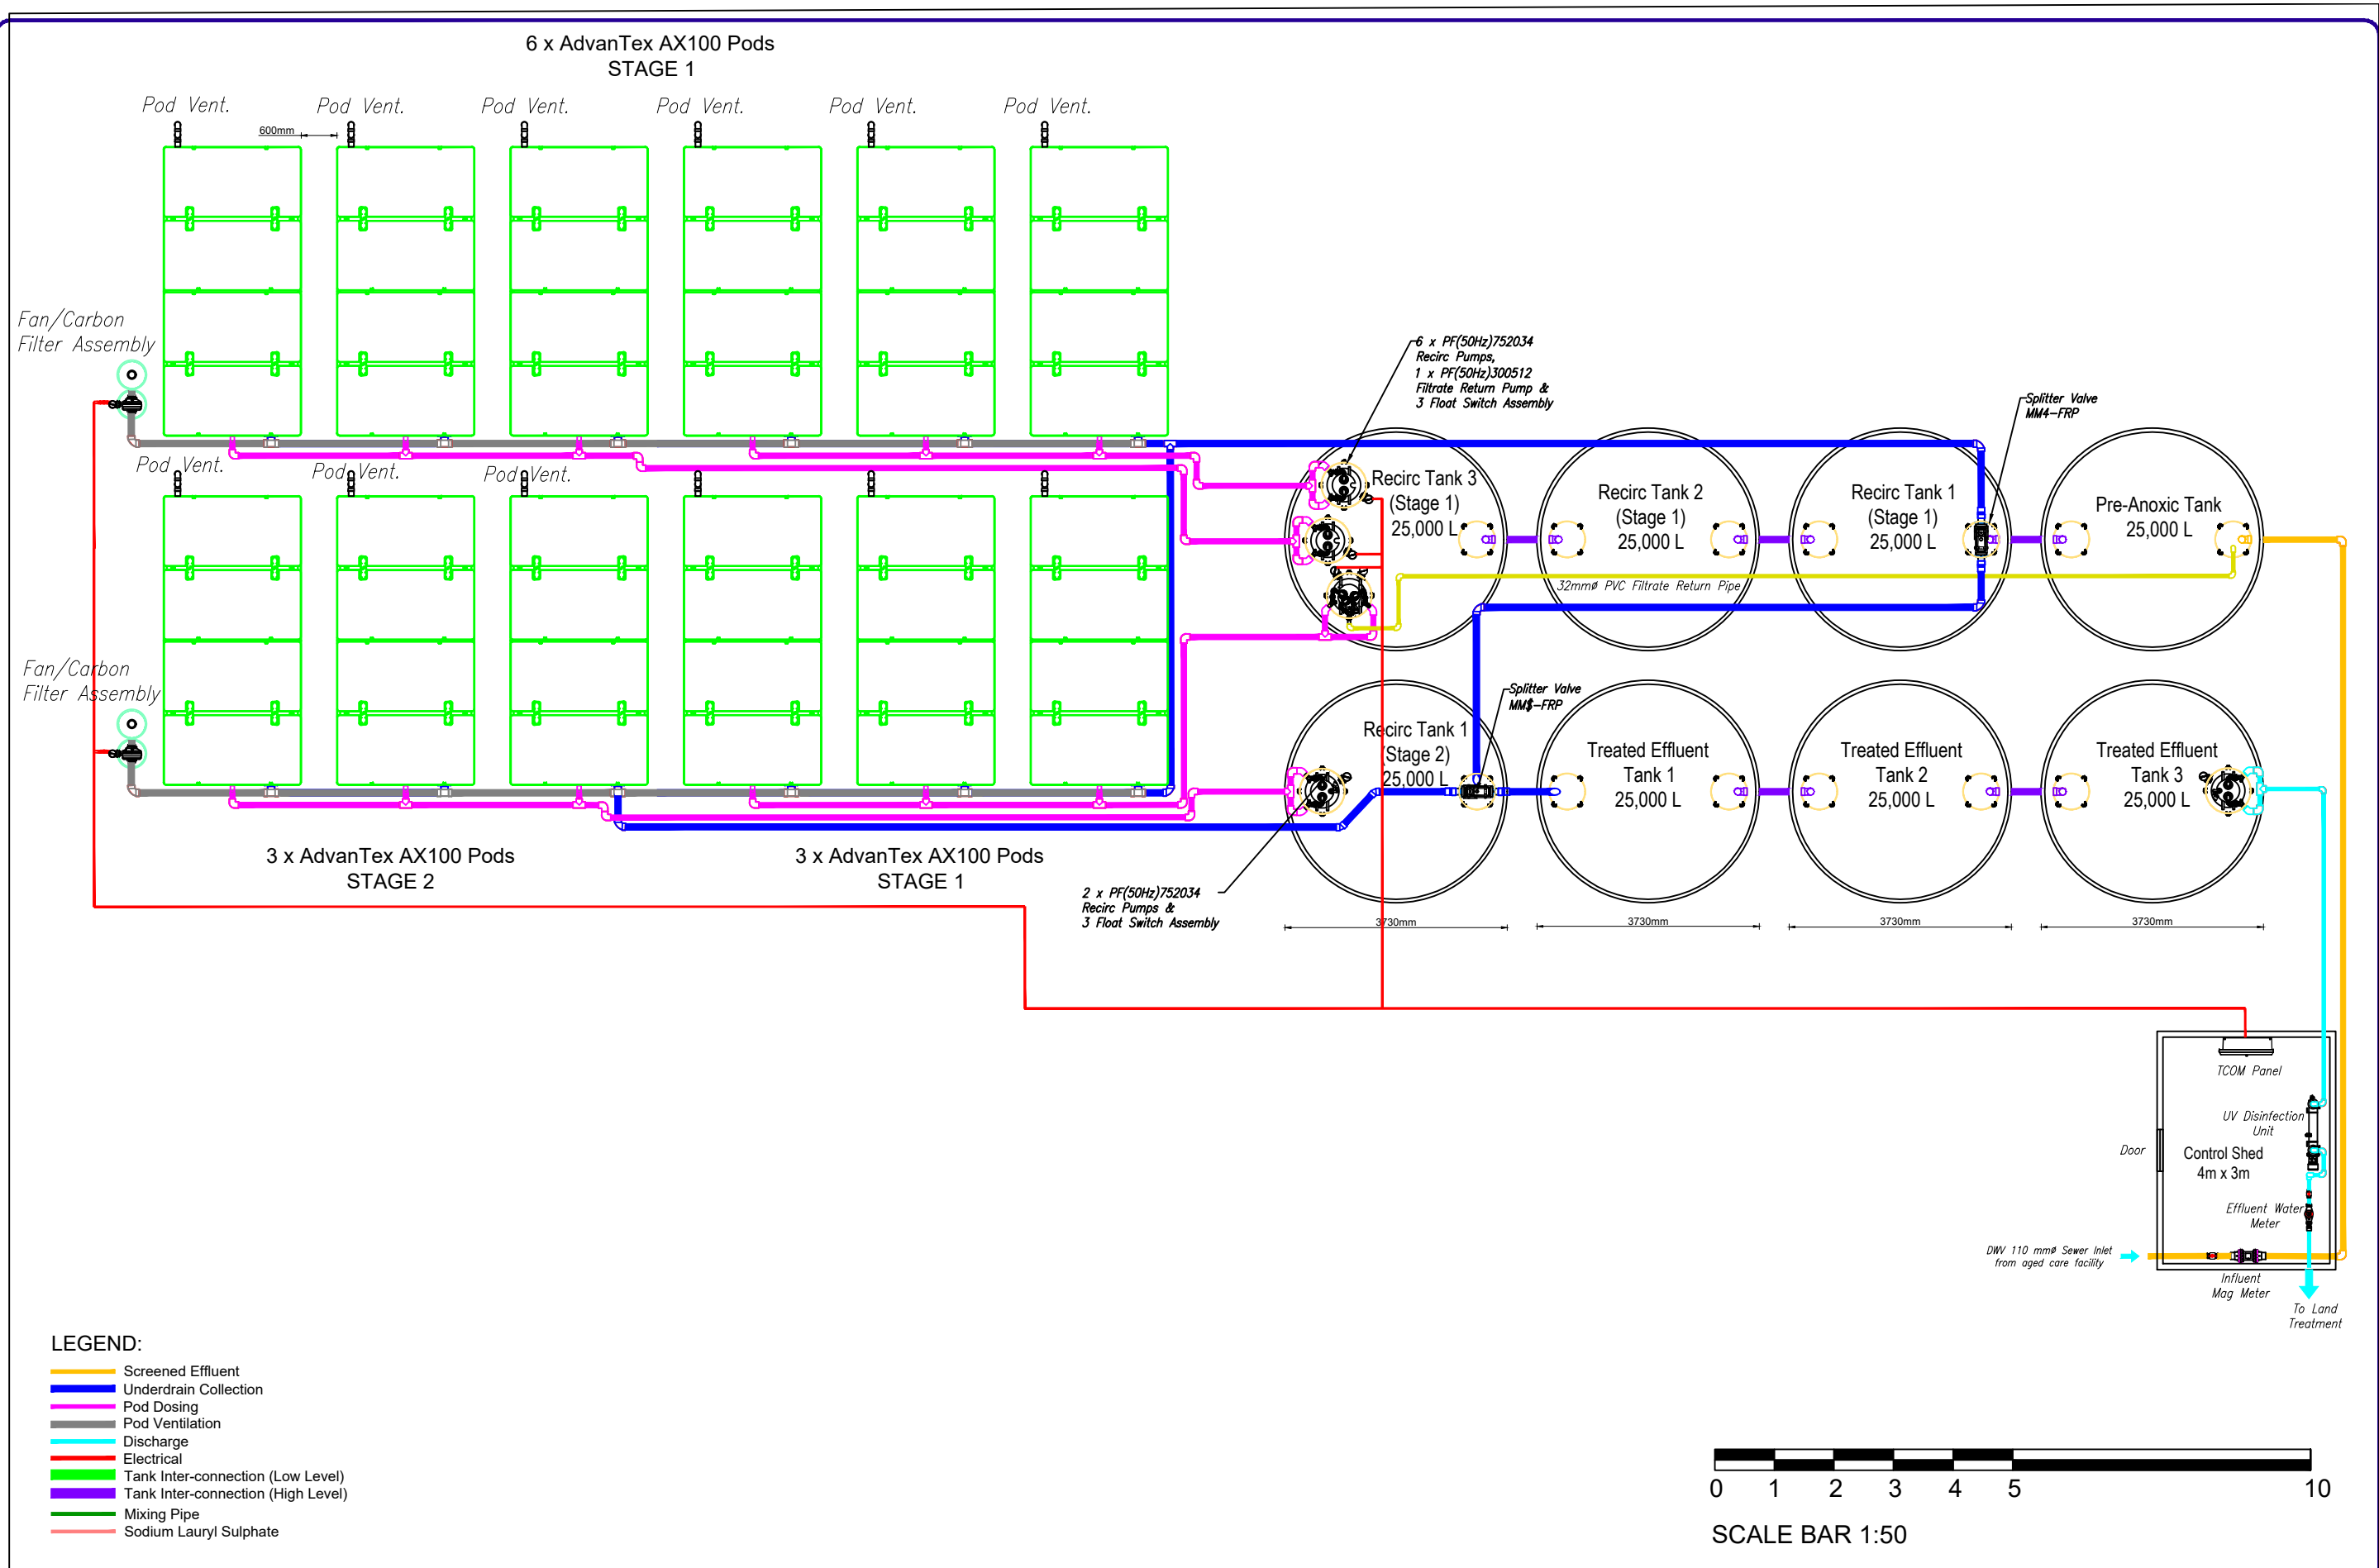 6 x AdvanTex AX100 Pods
STAGE 1
Pod Vent.
Pod Vent.
Pod Vent.
Pod Vent.
Pod Vent.
Pod Vent.
600mm
Fan/Carbon
Filter Assembly
6 x PF(50Hz)752034
Recirc Pumps,
1 x PF(50Hz)300512
Filtrate Return Pump &
3 Float Switch Assembly
Splitter Valve
MM4-FRP
Pod Vent.
Pod Vent.
Pod Vent.
Recirc Tank 3
(Stage 1)
25,000 L
Recirc Tank 2
(Stage 1)
25,000 L
Recirc Tank 1
(Stage 1)
25,000 L
Pre-Anoxic Tank
25,000 L
32mmø PVC Filtrate Return Pipe
Fan/Carbon
Filter Assembly
Splitter Valve
MM$-FRP
Recirc Tank 1
(Stage 2)
25,000 L
Treated Effluent
Tank 1
25,000 L
Treated Effluent
Tank 2
25,000 L
Treated Effluent
Tank 3
25,000 L
3 x AdvanTex AX100 Pods
STAGE 2
3 x AdvanTex AX100 Pods
STAGE 1
2 x PF(50Hz)752034
Recirc Pumps &
3 Float Switch Assembly
3730mm
3730mm
3730mm
3730mm
TCOM Panel
UV Disinfection
Unit
Door
Control Shed
4m x 3m
Effluent Water
Meter
DWV 110 mmø Sewer Inlet
from aged care facility
Influent
Mag Meter
To Land
Treatment
LEGEND:
Screened Effluent
Underdrain Collection
Pod Dosing
Pod Ventilation
Discharge
Electrical
Tank Inter-connection (Low Level)
Tank Inter-connection (High Level)
Mixing Pipe
Sodium Lauryl Sulphate
0 1 2 3 4 5 10
SCALE BAR 1:50